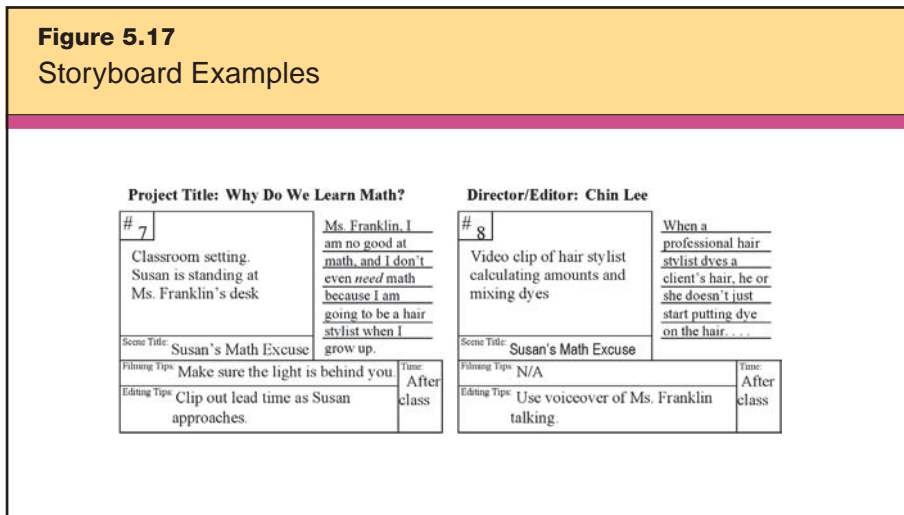 Figure 5.17
Storyboard Examples
Project Title: Why Do We Learn Math?
Director/Editor: Chin Lee
# 7
Classroom setting.
Susan is standing at
Ms. Franklin's desk
Ms. Franklin, I
am no good at
math, and I don't
even need math
because I am
going to be a hair
stylist when I
grow up.
Scene Title: Susan's Math Excuse
Filming Tips: Make sure the light is behind you.
Editing Tips: Clip out lead time as Susan
approaches.
Time:
After
class
# 8
Video clip of hair stylist
calculating amounts and
mixing dyes
When a
professional hair
stylist dyes a
client's hair, he or
she doesn't just
start putting dye
on the hair. . . .
Scene Title: Susan's Math Excuse
Filming Tips: N/A
Editing Tips: Use voiceover of Ms. Franklin
talking.
Time:
After
class